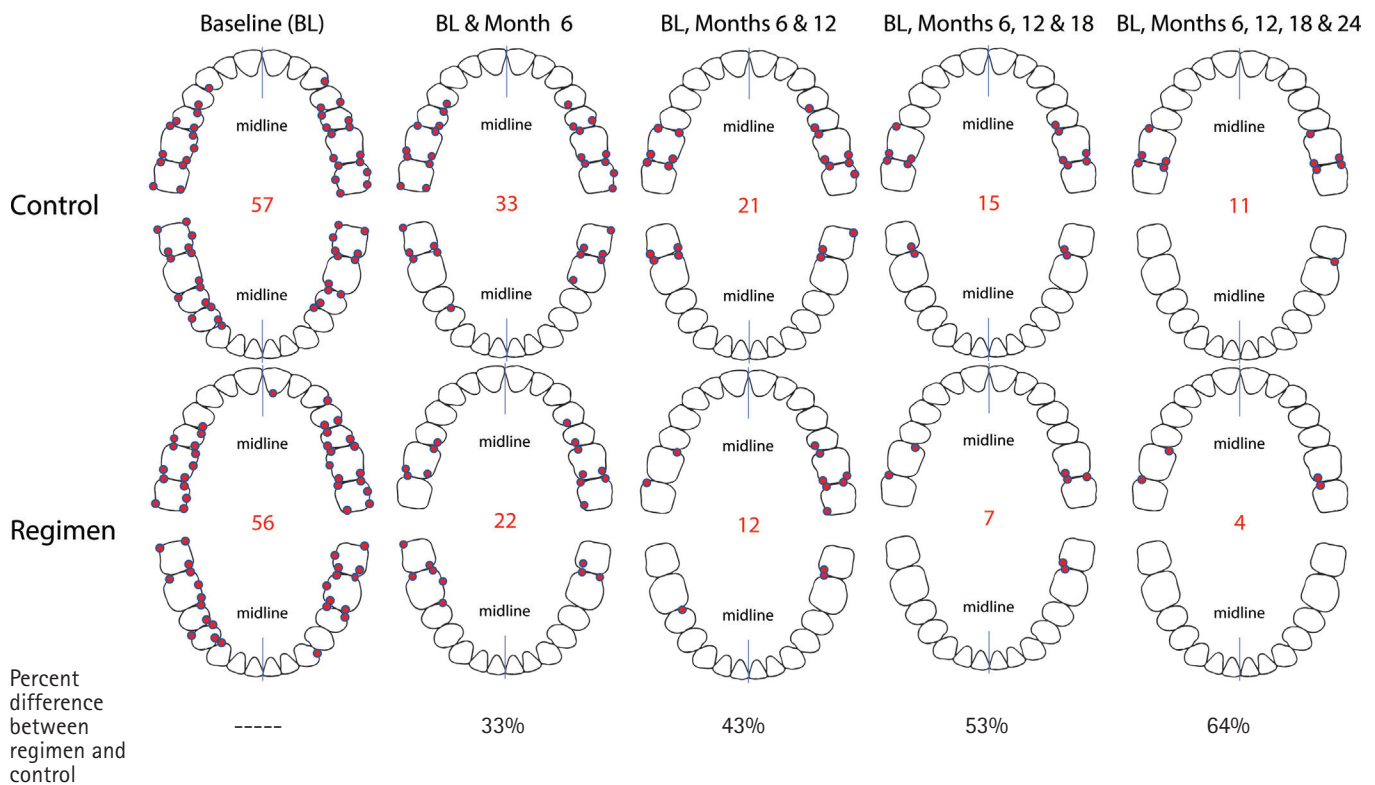 Baseline (BL)
BL & Month 6
BL, Months 6 & 12
BL, Months 6, 12 & 18
BL, Months 6, 12, 18 & 24
midline
midline
midline
midline
midline
Control
57
33
21
15
11
midline
midline
midline
midline
midline
midline
midline
midline
midline
midline
Regimen
56
22
12
7
4
midline
midline
midline
midline
midline
Percent
difference
between
regimen and
control
-----
33%
43%
53%
64%